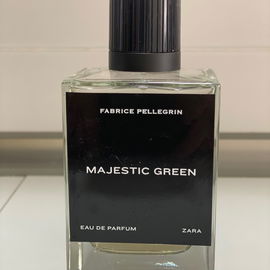 FABRICE PELLEGRIN
MAJESTIC GREEN
EAU DE PARFUM ZARA